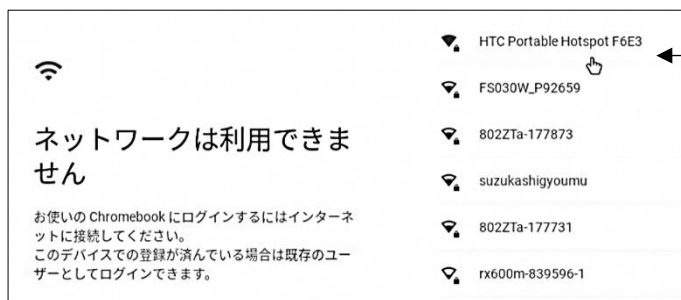 ネットワークは利用できま
せん
お使いの Chromebook にログインするにはインターネ
ットに接続してください。
このデバイスでの登録が済んでいる場合は既存のユー
ザーとしてログインできます。
HTC Portable Hotspot F6E3
FS030W_P92659
802ZTa-177873
suzukashigyoumu
802ZTa-177731
rx600m-839596-1